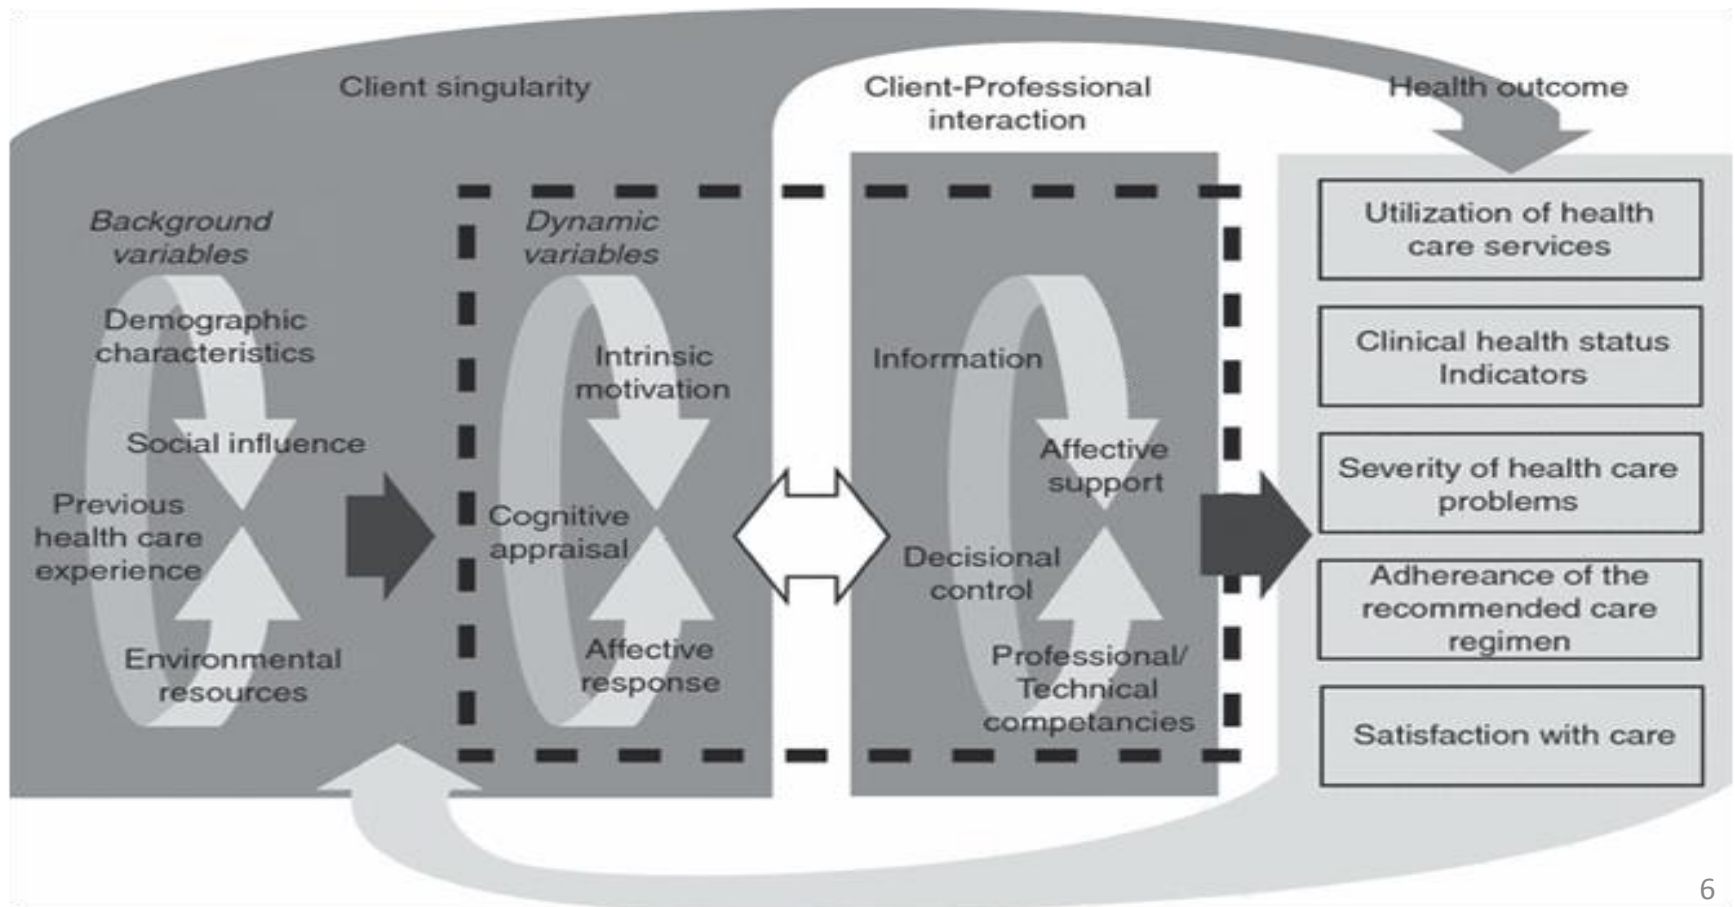 Client singularity
Client-Professional
interaction
Health outcome
Background
variables
Demographic
characteristics
Social influence
Previous
health care
experience
Environmental
resources
Dynamic
variables
Intrinsic
motivation
Cognitive
appraisal
Affective
response
Information
Affective
support
Decisional
control
Professional/
Technical
competancies
Utilization of health
care services
Clinical health status
Indicators
Severity of health care
problems
Adhereance of the
recommended care
regimen
Satisfaction with care
6